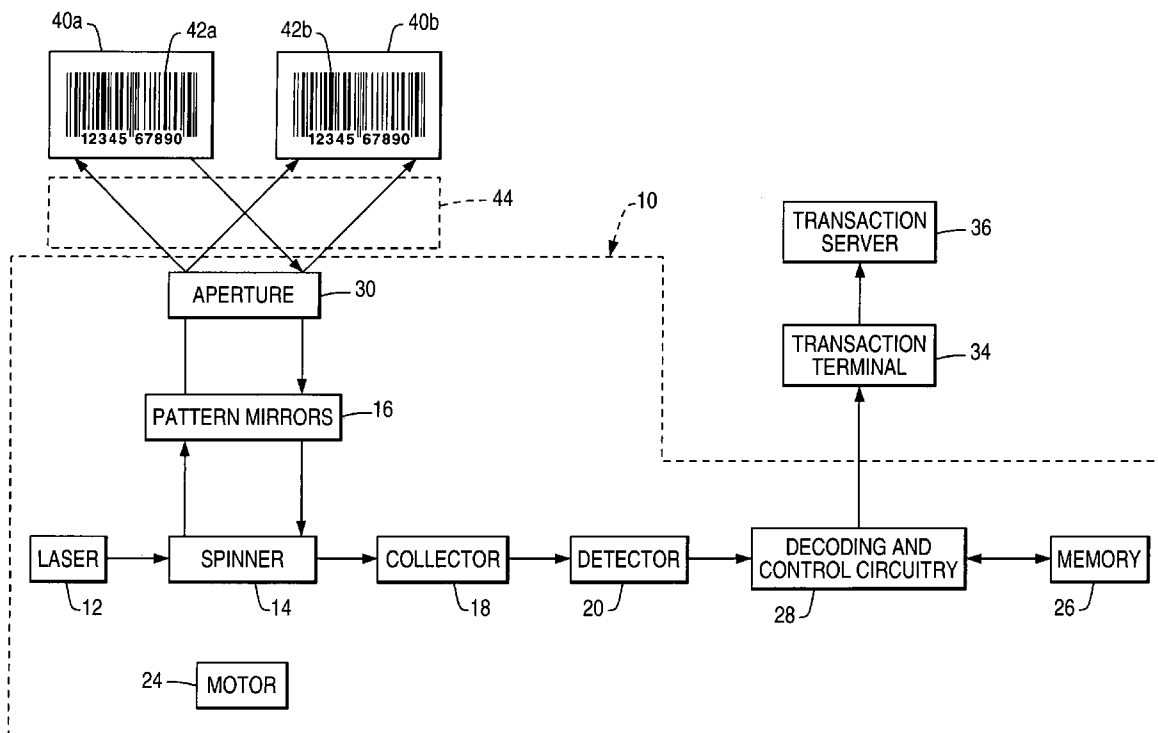 40a
42a
42b
40b
12345 67890
12345 67890
44
10
TRANSACTION
SERVER
36
APERTURE
30
TRANSACTION
TERMINAL
34
PATTERN MIRRORS
16
LASER
SPINNER
COLLECTOR
DETECTOR
DECODING AND
CONTROL CIRCUITRY
MEMORY
12
14
18
20
28
26
24
MOTOR